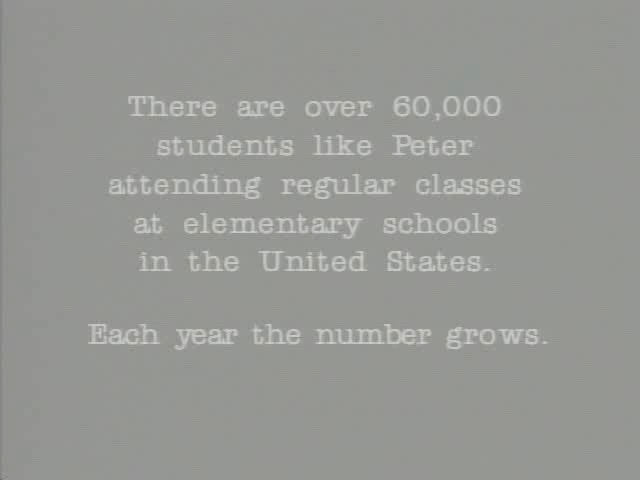 There are over 60,000
students like Peter
attending regular classes
at elementary schools
in the United States.
Each year the number grows.